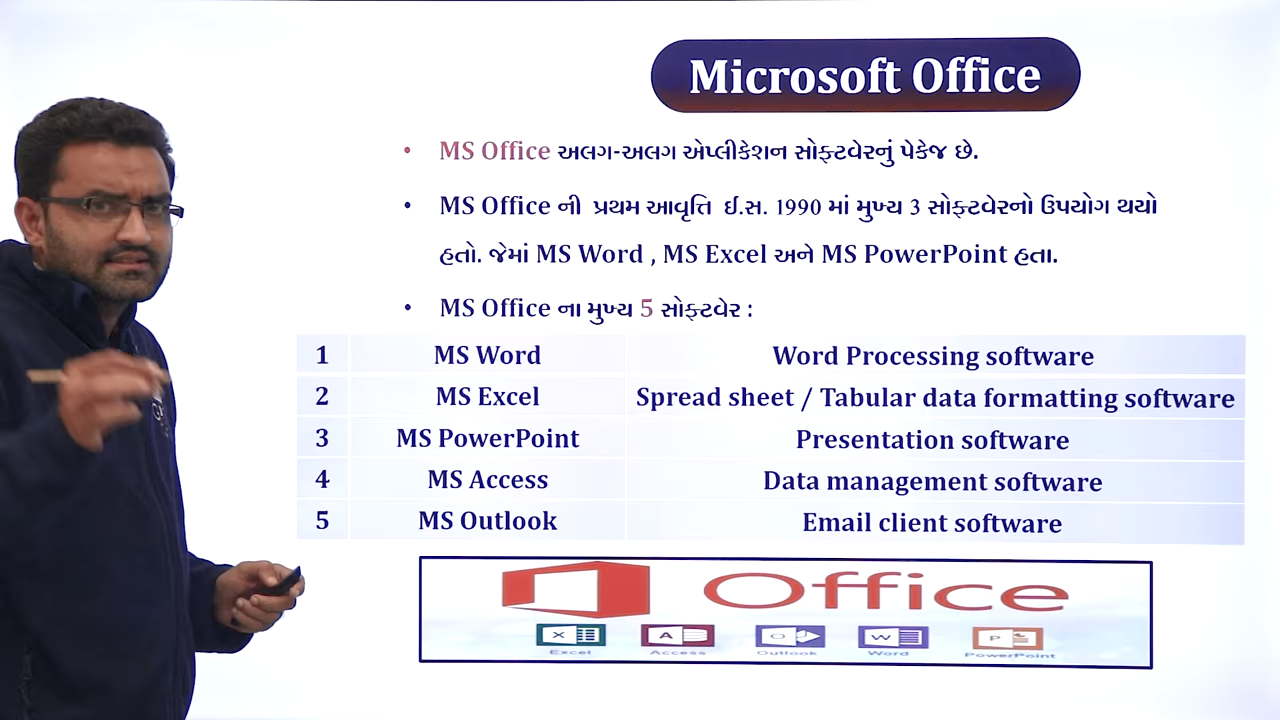 Microsoft Office
• MS Office અલગ-અલગ એપ્લીકેશન સોફ્ટવેરનું પેકેજ છે.
• MS Office ની પ્રથમ આવૃત્તિ ઈ.સ. 1990 માં મુખ્ય 3 સોફ્ટવેરનો ઉપયોગ થયો
હતો. જેમાં MS Word , MS Excel અને MS PowerPoint હતા.
• MS Office ના મુખ્ય 5 સોફ્ટવેર :
1 MS Word Word Processing software
2 MS Excel Spread sheet / Tabular data formatting software
3 MS PowerPoint Presentation software
4 MS Access Data management software
5 MS Outlook Email client software
Office
X A O W P
Excel Access Outlook Word PowerPoint